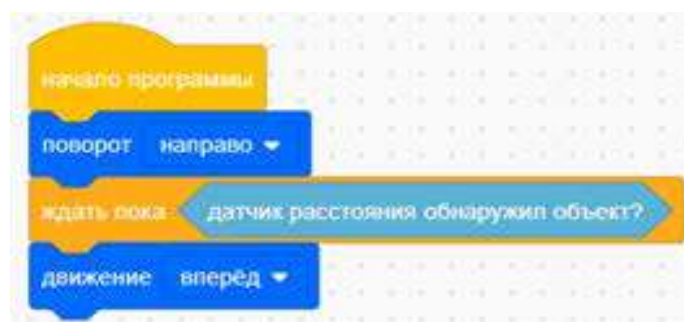 начало программы
поворот направо
ждать пока датчик расстояния обнаружил объект?
движение вперёд